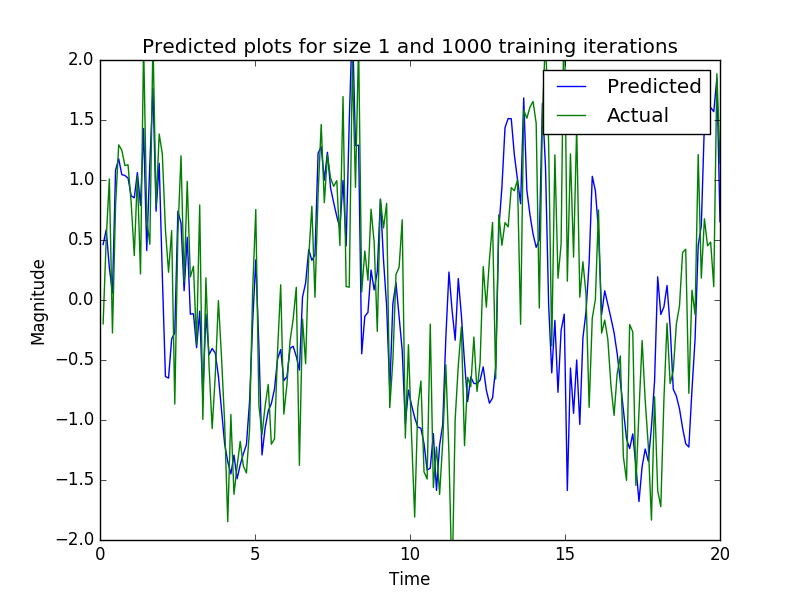 Predicted plots for size 1 and 1000 training iterations
Predicted
Actual
2.0
1.5
1.0
0.5
0.0
−0.5
−1.0
−1.5
−2.0
Magnitude
0 5 10 15 20
Time